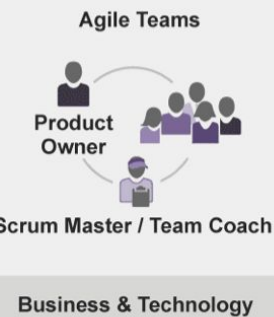 Agile Teams
Product
Owner
Scrum Master / Team Coach
Business & Technology